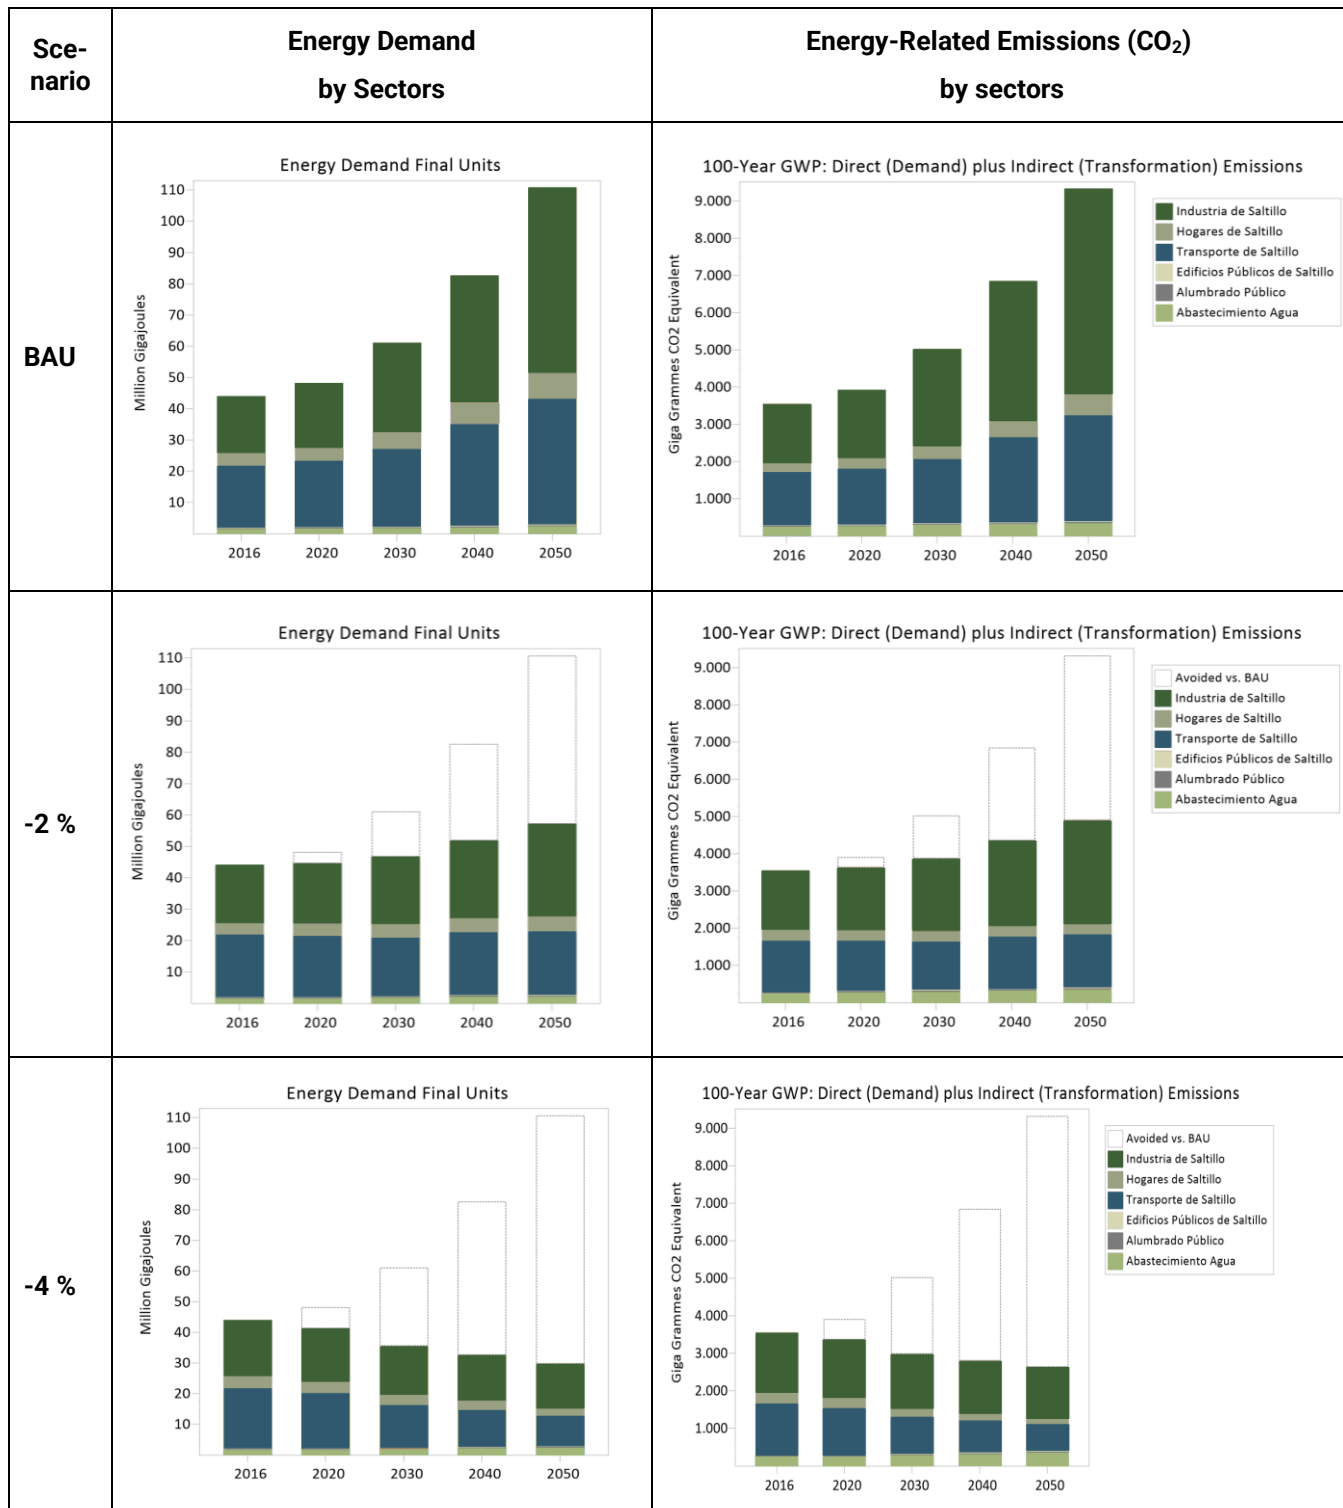 Sce-
nario
Energy Demand
by Sectors
Energy-Related Emissions (CO₂)
by sectors
BAU
Energy Demand Final Units
Million Gigajoules
110
100
90
80
70
60
50
40
30
20
10
2016 2020 2030 2040 2050
100-Year GWP: Direct (Demand) plus Indirect (Transformation) Emissions
Giga Grammes CO2 Equivalent
9.000
8.000
7.000
6.000
5.000
4.000
3.000
2.000
1.000
2016 2020 2030 2040 2050
Industria de Saltillo
Hogares de Saltillo
Transporte de Saltillo
Edificios Públicos de Saltillo
Alumbrado Público
Abastecimiento Agua
-2 %
Energy Demand Final Units
Million Gigajoules
110
100
90
80
70
60
50
40
30
20
10
2016 2020 2030 2040 2050
100-Year GWP: Direct (Demand) plus Indirect (Transformation) Emissions
Giga Grammes CO2 Equivalent
9.000
8.000
7.000
6.000
5.000
4.000
3.000
2.000
1.000
2016 2020 2030 2040 2050
Avoided vs. BAU
Industria de Saltillo
Hogares de Saltillo
Transporte de Saltillo
Edificios Públicos de Saltillo
Alumbrado Público
Abastecimiento Agua
-4 %
Energy Demand Final Units
Million Gigajoules
110
100
90
80
70
60
50
40
30
20
10
2016 2020 2030 2040 2050
100-Year GWP: Direct (Demand) plus Indirect (Transformation) Emissions
Giga Grammes CO2 Equivalent
9.000
8.000
7.000
6.000
5.000
4.000
3.000
2.000
1.000
2016 2020 2030 2040 2050
Avoided vs. BAU
Industria de Saltillo
Hogares de Saltillo
Transporte de Saltillo
Edificios Públicos de Saltillo
Alumbrado Público
Abastecimiento Agua